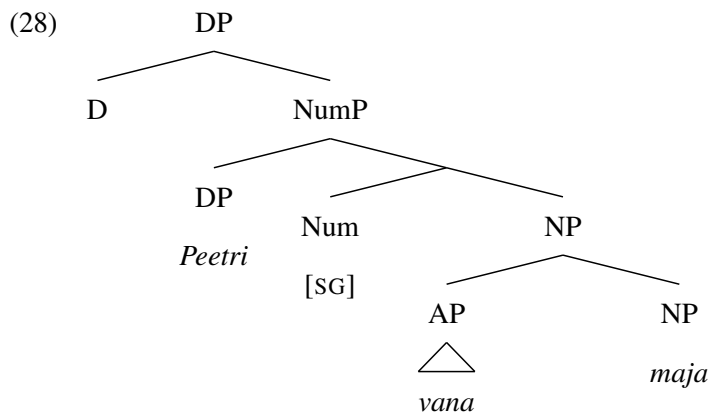 (28) DP
D NumP
DP Num NP
Peetri
[SG]
AP NP
maja
vana